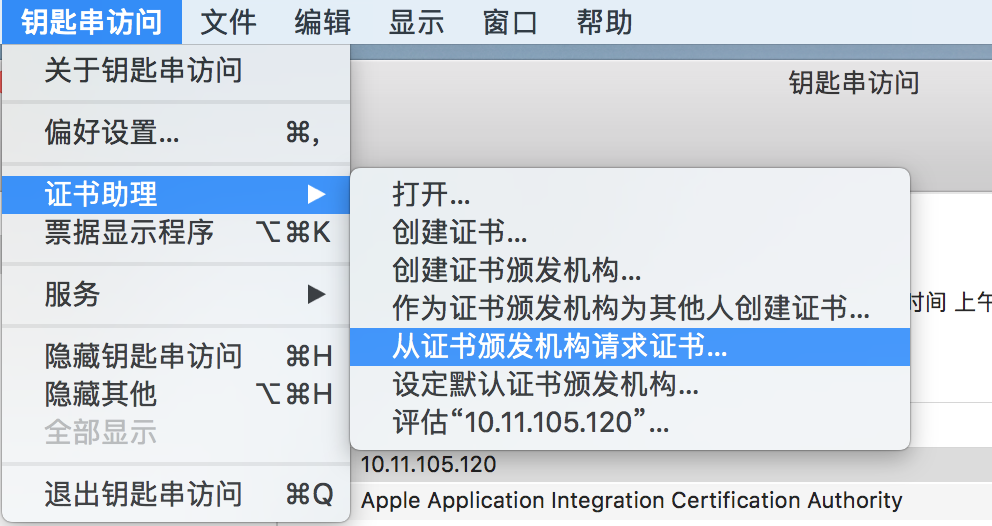 钥匙串访问 文件 编辑 显示 窗口 帮助
关于钥匙串访问
钥匙串访问
偏好设置... ⌘,
证书助理 ▶
票据显示程序 ⌥⌘K
服务 ▶
隐藏钥匙串访问 ⌘H
隐藏其他 ⌥⌘H
全部显示
退出钥匙串访问 ⌘Q
打开...
创建证书...
创建证书颁发机构...
作为证书颁发机构为其他人创建证书...
从证书颁发机构请求证书...
设定默认证书颁发机构...
评估“10.11.105.120”...
时间 上午
10.11.105.120
Apple Application Integration Certification Authority